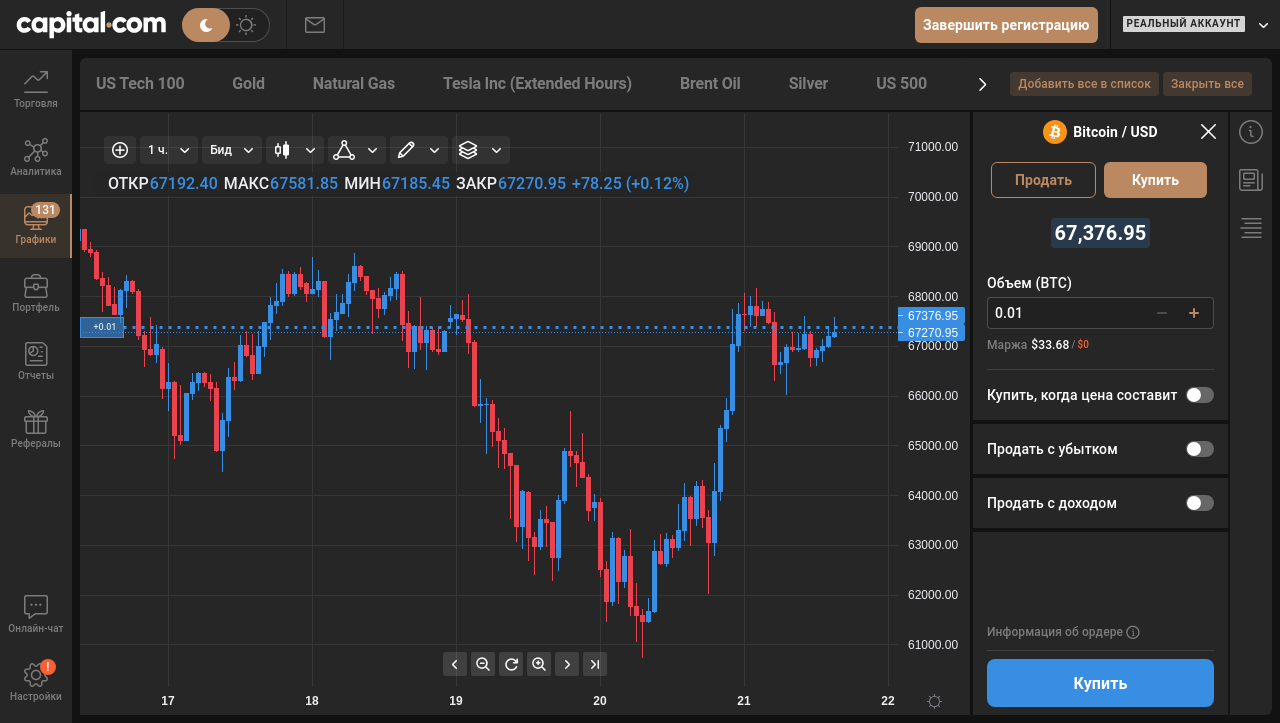 capital.com
Завершить регистрацию
РЕАЛЬНЫЙ АККАУНТ
Торговля
Аналитика
131
Графики
Портфель
Отчеты
Рефералы
Онлайн-чат
!
Настройки
US Tech 100 Gold Natural Gas Tesla Inc (Extended Hours) Brent Oil Silver US 500
Добавить все в список Закрыть все
1 ч. Бид
ОТКР67192.40 МАКС67581.85 МИН67185.45 ЗАКР67270.95 +78.25 (+0.12%)
+0.01
71000.00
70000.00
69000.00
68000.00
67376.95
67270.95
67000.00
66000.00
65000.00
64000.00
63000.00
62000.00
61000.00
17 18 19 20 21 22
Bitcoin / USD
Продать Купить
67,376.95
Объем (BTC)
0.01 − +
Маржа $33.68 / $0
Купить, когда цена составит
Продать с убытком
Продать с доходом
Информация об ордере
Купить